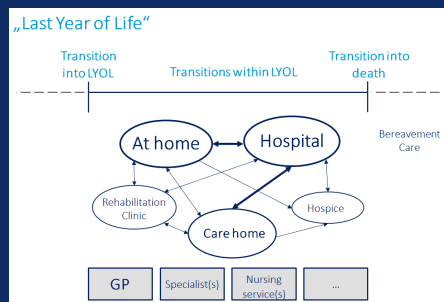 „Last Year of Life“
Transition
into LYOL
Transitions within LYOL
Transition into
death
At home
Hospital
Bereavement
Care
Rehabilitation
Clinic
Hospice
Care home
GP
Specialist(s)
Nursing
service(s)
...